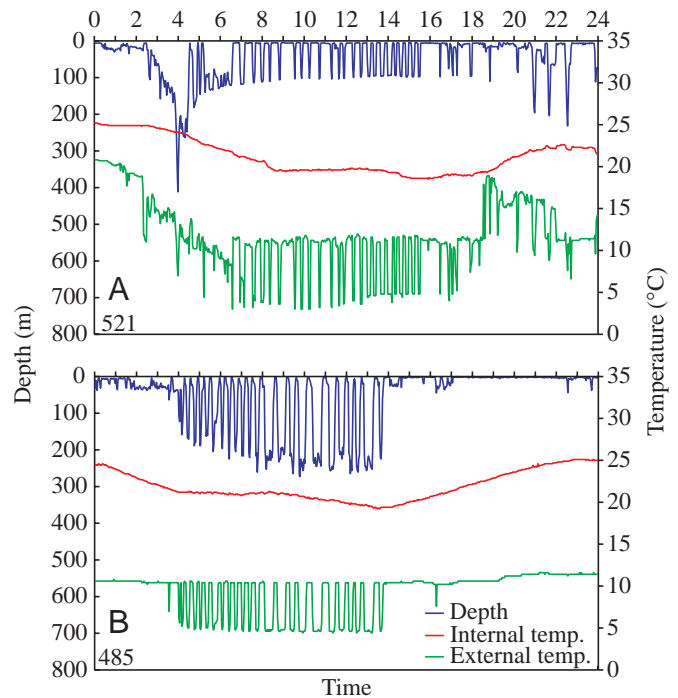 0 2 4 6 8 10 12 14 16 18 20 22 24
0 35
100 30
200 25
300 20
400 15
500
600 10
700 5
800 0
A
521
Depth (m)
Temperature (°C)
0 35
100 30
200 25
300 20
400 15
500
600 10
700 5
800 0
B
485
Depth
Internal temp.
External temp.
Time